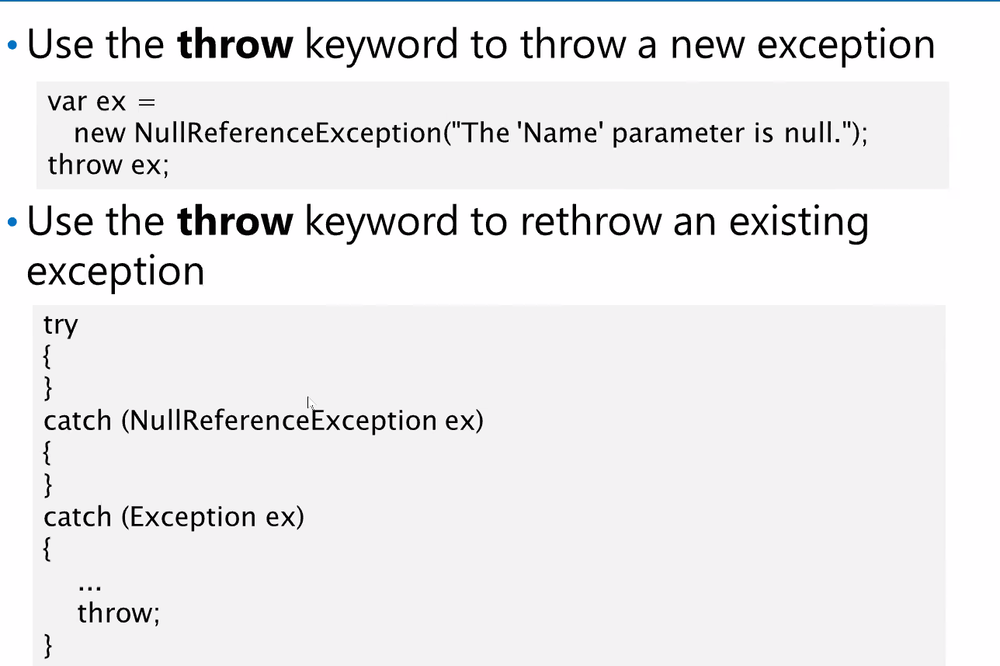 • Use the throw keyword to throw a new exception
var ex =
new NullReferenceException("The 'Name' parameter is null.");
throw ex;
• Use the throw keyword to rethrow an existing
exception
try
{
}
catch (NullReferenceException ex)
{
}
catch (Exception ex)
{
...
throw;
}